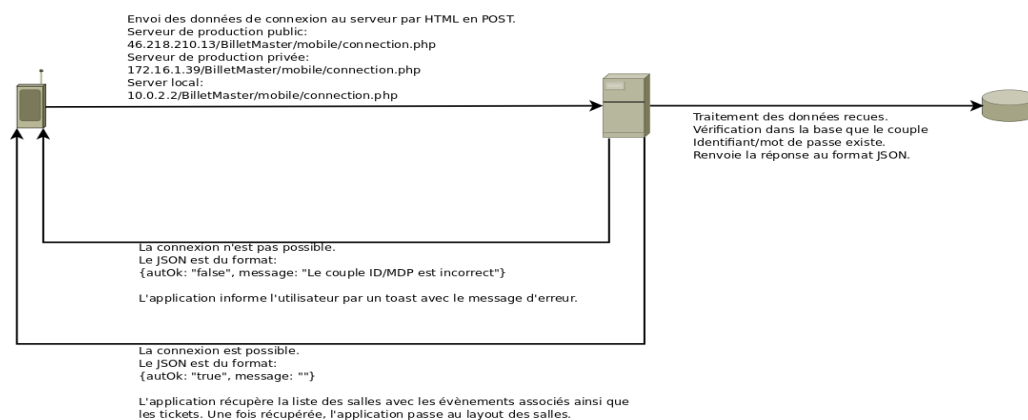 Envoi des données de connexion au serveur par HTML en POST.
Serveur de production public:
46.218.210.13/BilletMaster/mobile/connection.php
Serveur de production privée:
172.16.1.39/BilletMaster/mobile/connection.php
Server local:
10.0.2.2/BilletMaster/mobile/connection.php
Traitement des données recues.
Vérification dans la base que le couple
Identifiant/mot de passe existe.
Renvoie la réponse au format JSON.
La connexion n'est pas possible.
Le JSON est du format:
{autOk: "false", message: "Le couple ID/MDP est incorrect"}
L'application informe l'utilisateur par un toast avec le message d'erreur.
La connexion est possible.
Le JSON est du format:
{autOk: "true", message: ""}
L'application récupère la liste des salles avec les évènements associés ainsi que
les tickets. Une fois récupérée, l'application passe au layout des salles.